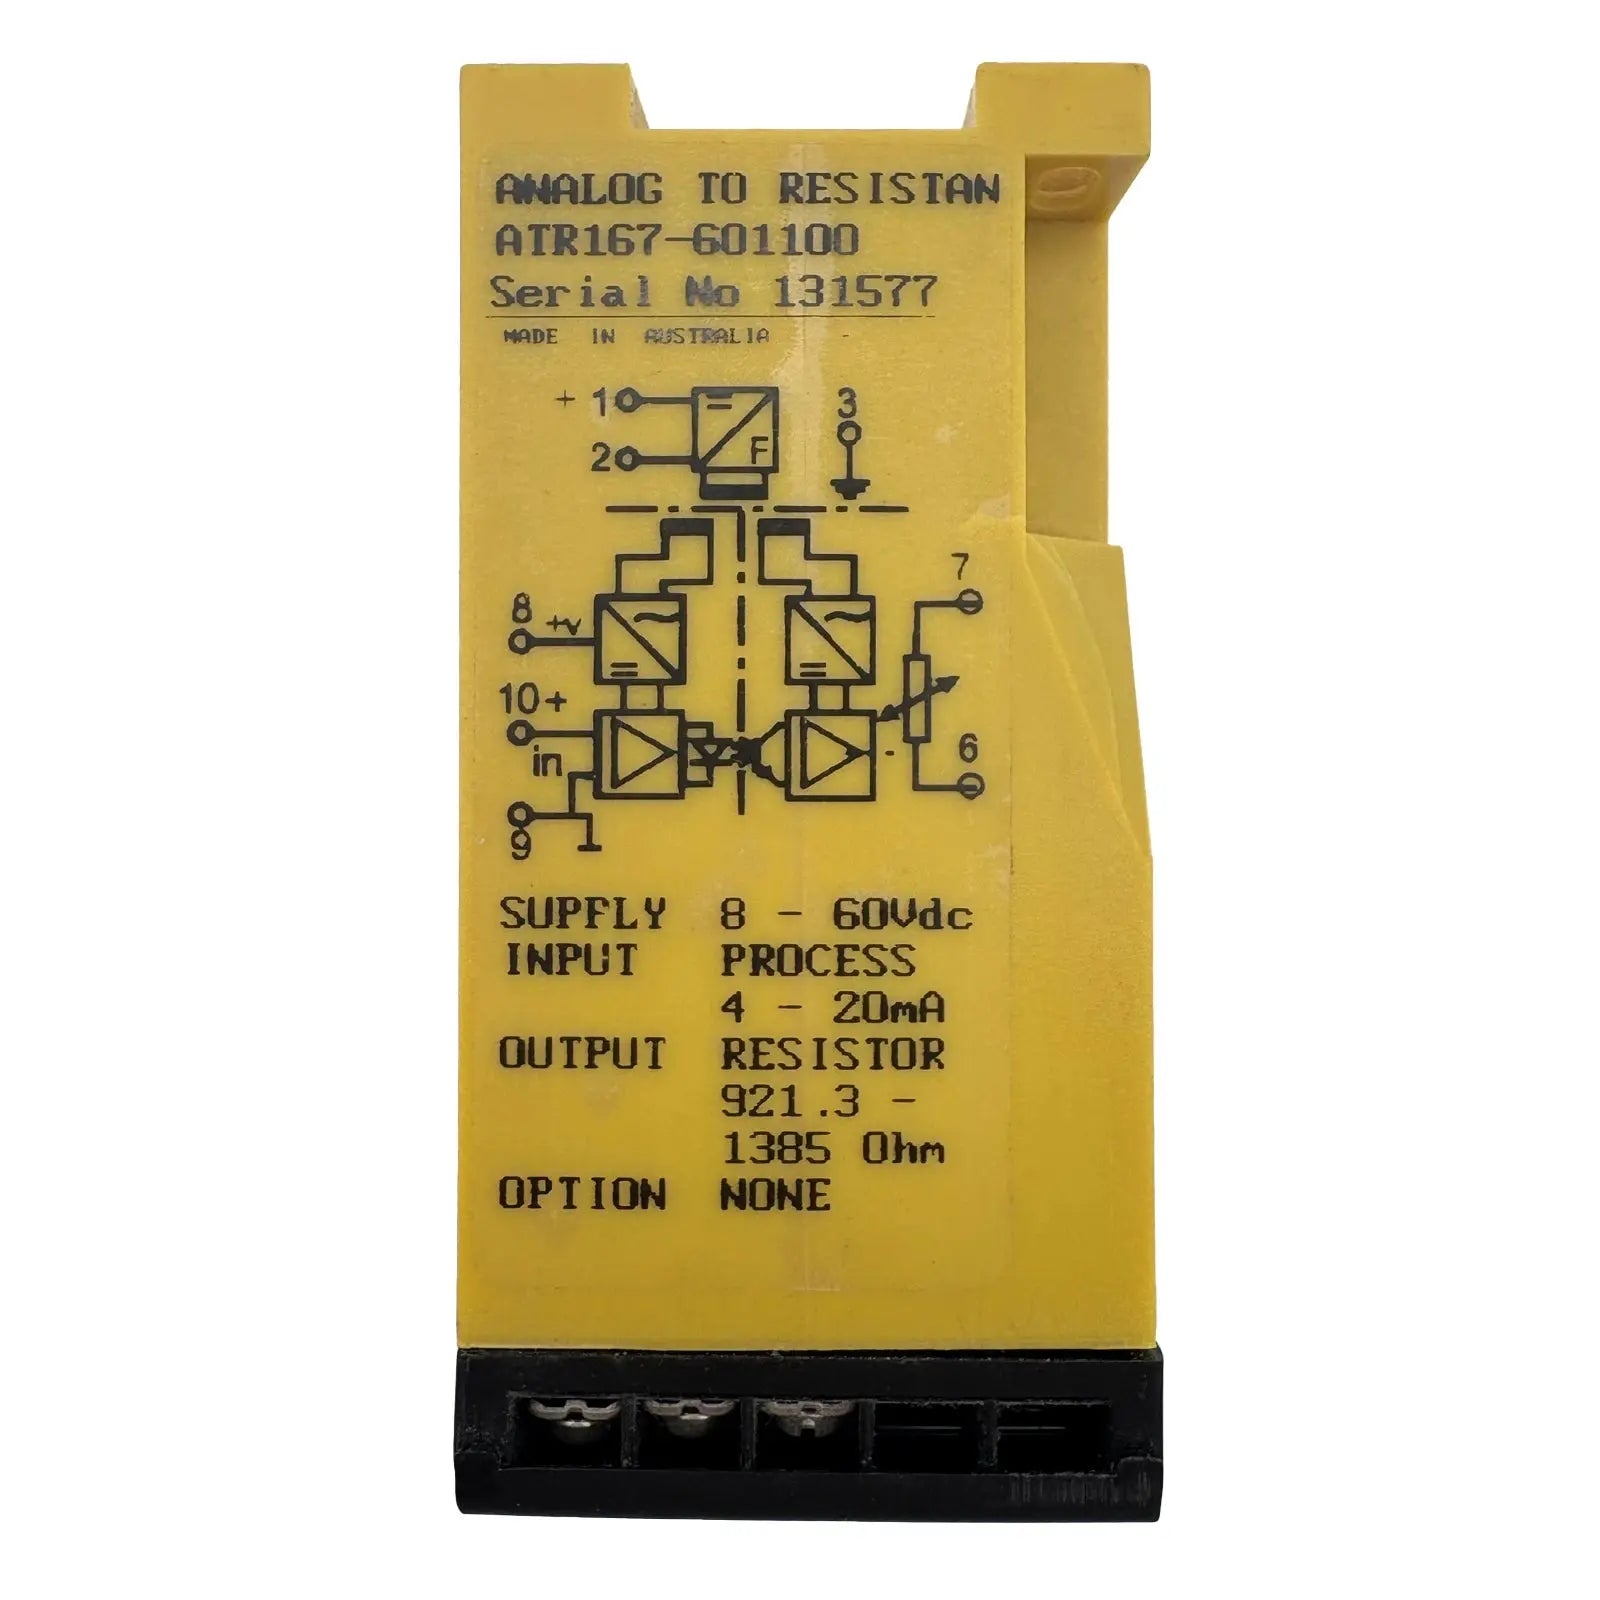 ANALOG TO RESISTAN
ATR167-601100
Serial No 131577
MADE IN AUSTRALIA
+ 1
2
F
3
7
8
+v
10+
in
9
6
-
SUPPLY 8 - 60Vdc
INPUT PROCESS
4 - 20mA
OUTPUT RESISTOR
921.3 -
1385 Ohm
OPTION NONE